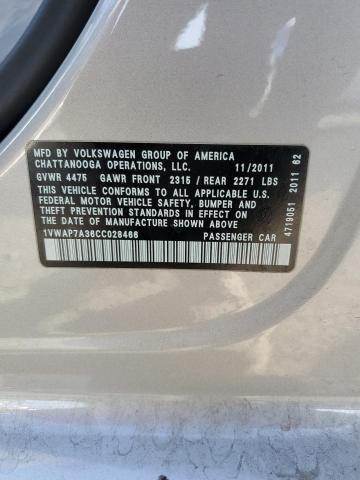 MFD BY VOLKSWAGEN GROUP OF AMERICA
CHATTANOOGA OPERATIONS, LLC. 11/2011
GVWR 4475 GAWR FRONT 2315 / REAR 2271 LBS
THIS VEHICLE CONFORMS TO ALL APPLICABLE U.S.
FEDERAL MOTOR VEHICLE SAFETY, BUMPER AND
THEFT PREVENTION STANDARDS IN EFFECT ON THE
DATE OF MANUFACTURE SHOWN ABOVE
1VWAP7A36CC028466 PASSENGER CAR
4719051 2011 62